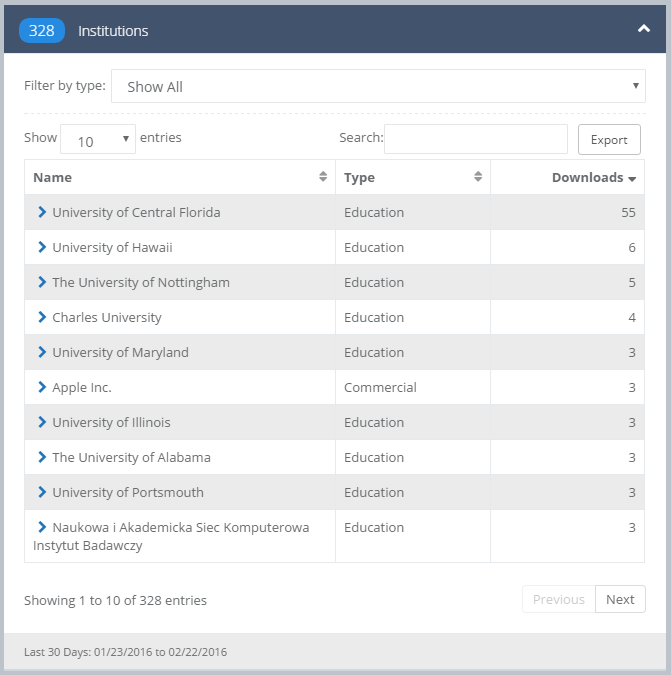 328 Institutions
Filter by type: Show All
Show 10 entries Search: Export
Name Type Downloads
University of Central Florida Education 55
University of Hawaii Education 6
The University of Nottingham Education 5
Charles University Education 4
University of Maryland Education 3
Apple Inc. Commercial 3
University of Illinois Education 3
The University of Alabama Education 3
University of Portsmouth Education 3
Naukowa i Akademicka Siec Komputerowa Education 3
Instytut Badawczy
Showing 1 to 10 of 328 entries Previous Next
Last 30 Days: 01/23/2016 to 02/22/2016